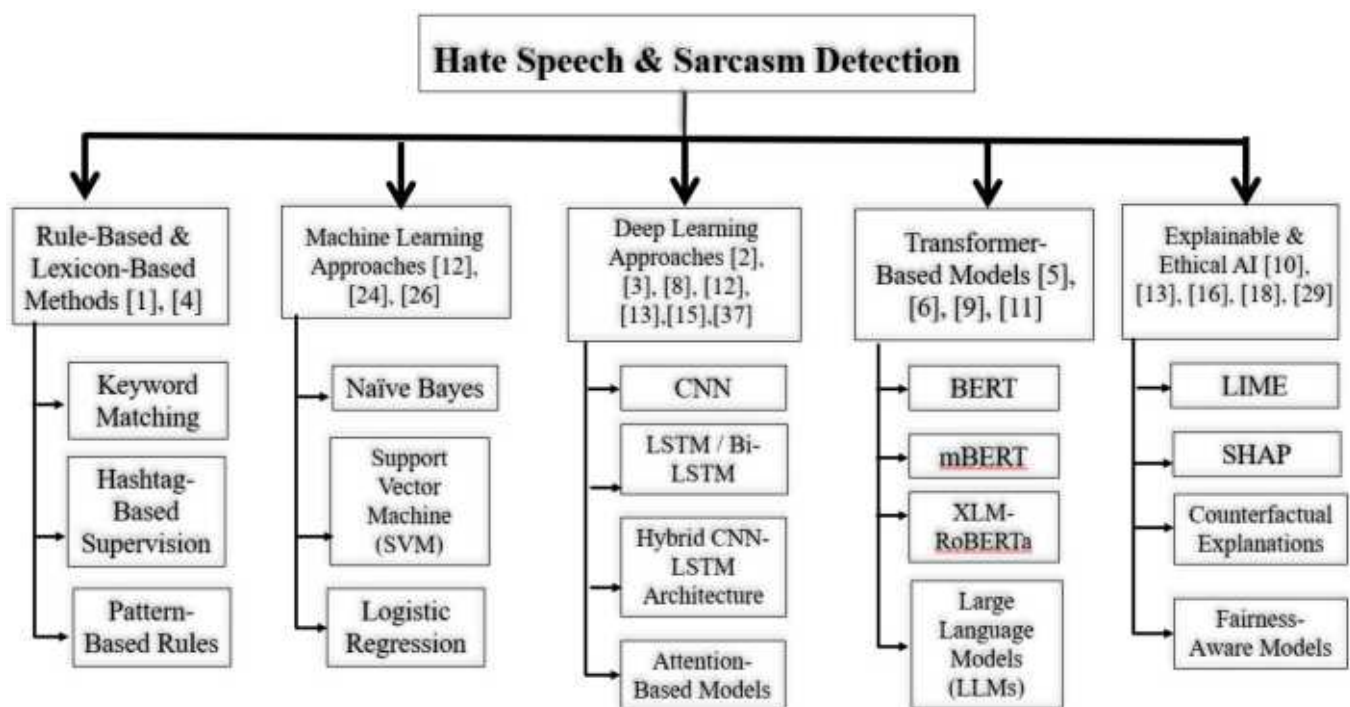 Hate Speech & Sarcasm Detection
Rule-Based &
Lexicon-Based
Methods [1], [4]
Keyword
Matching
Hashtag-
Based
Supervision
Pattern-
Based Rules
Machine Learning
Approaches [12],
[24], [26]
Naïve Bayes
Support
Vector
Machine
(SVM)
Logistic
Regression
Deep Learning
Approaches [2],
[3], [8], [12],
[13],[15],[37]
CNN
LSTM / Bi-
LSTM
Hybrid CNN-
LSTM
Architecture
Attention-
Based Models
Transformer-
Based Models [5],
[6], [9], [11]
BERT
mBERT
XLM-
RoBERTa
Large
Language
Models
(LLMs)
Explainable &
Ethical AI [10],
[13], [16], [18], [29]
LIME
SHAP
Counterfactual
Explanations
Fairness-
Aware Models